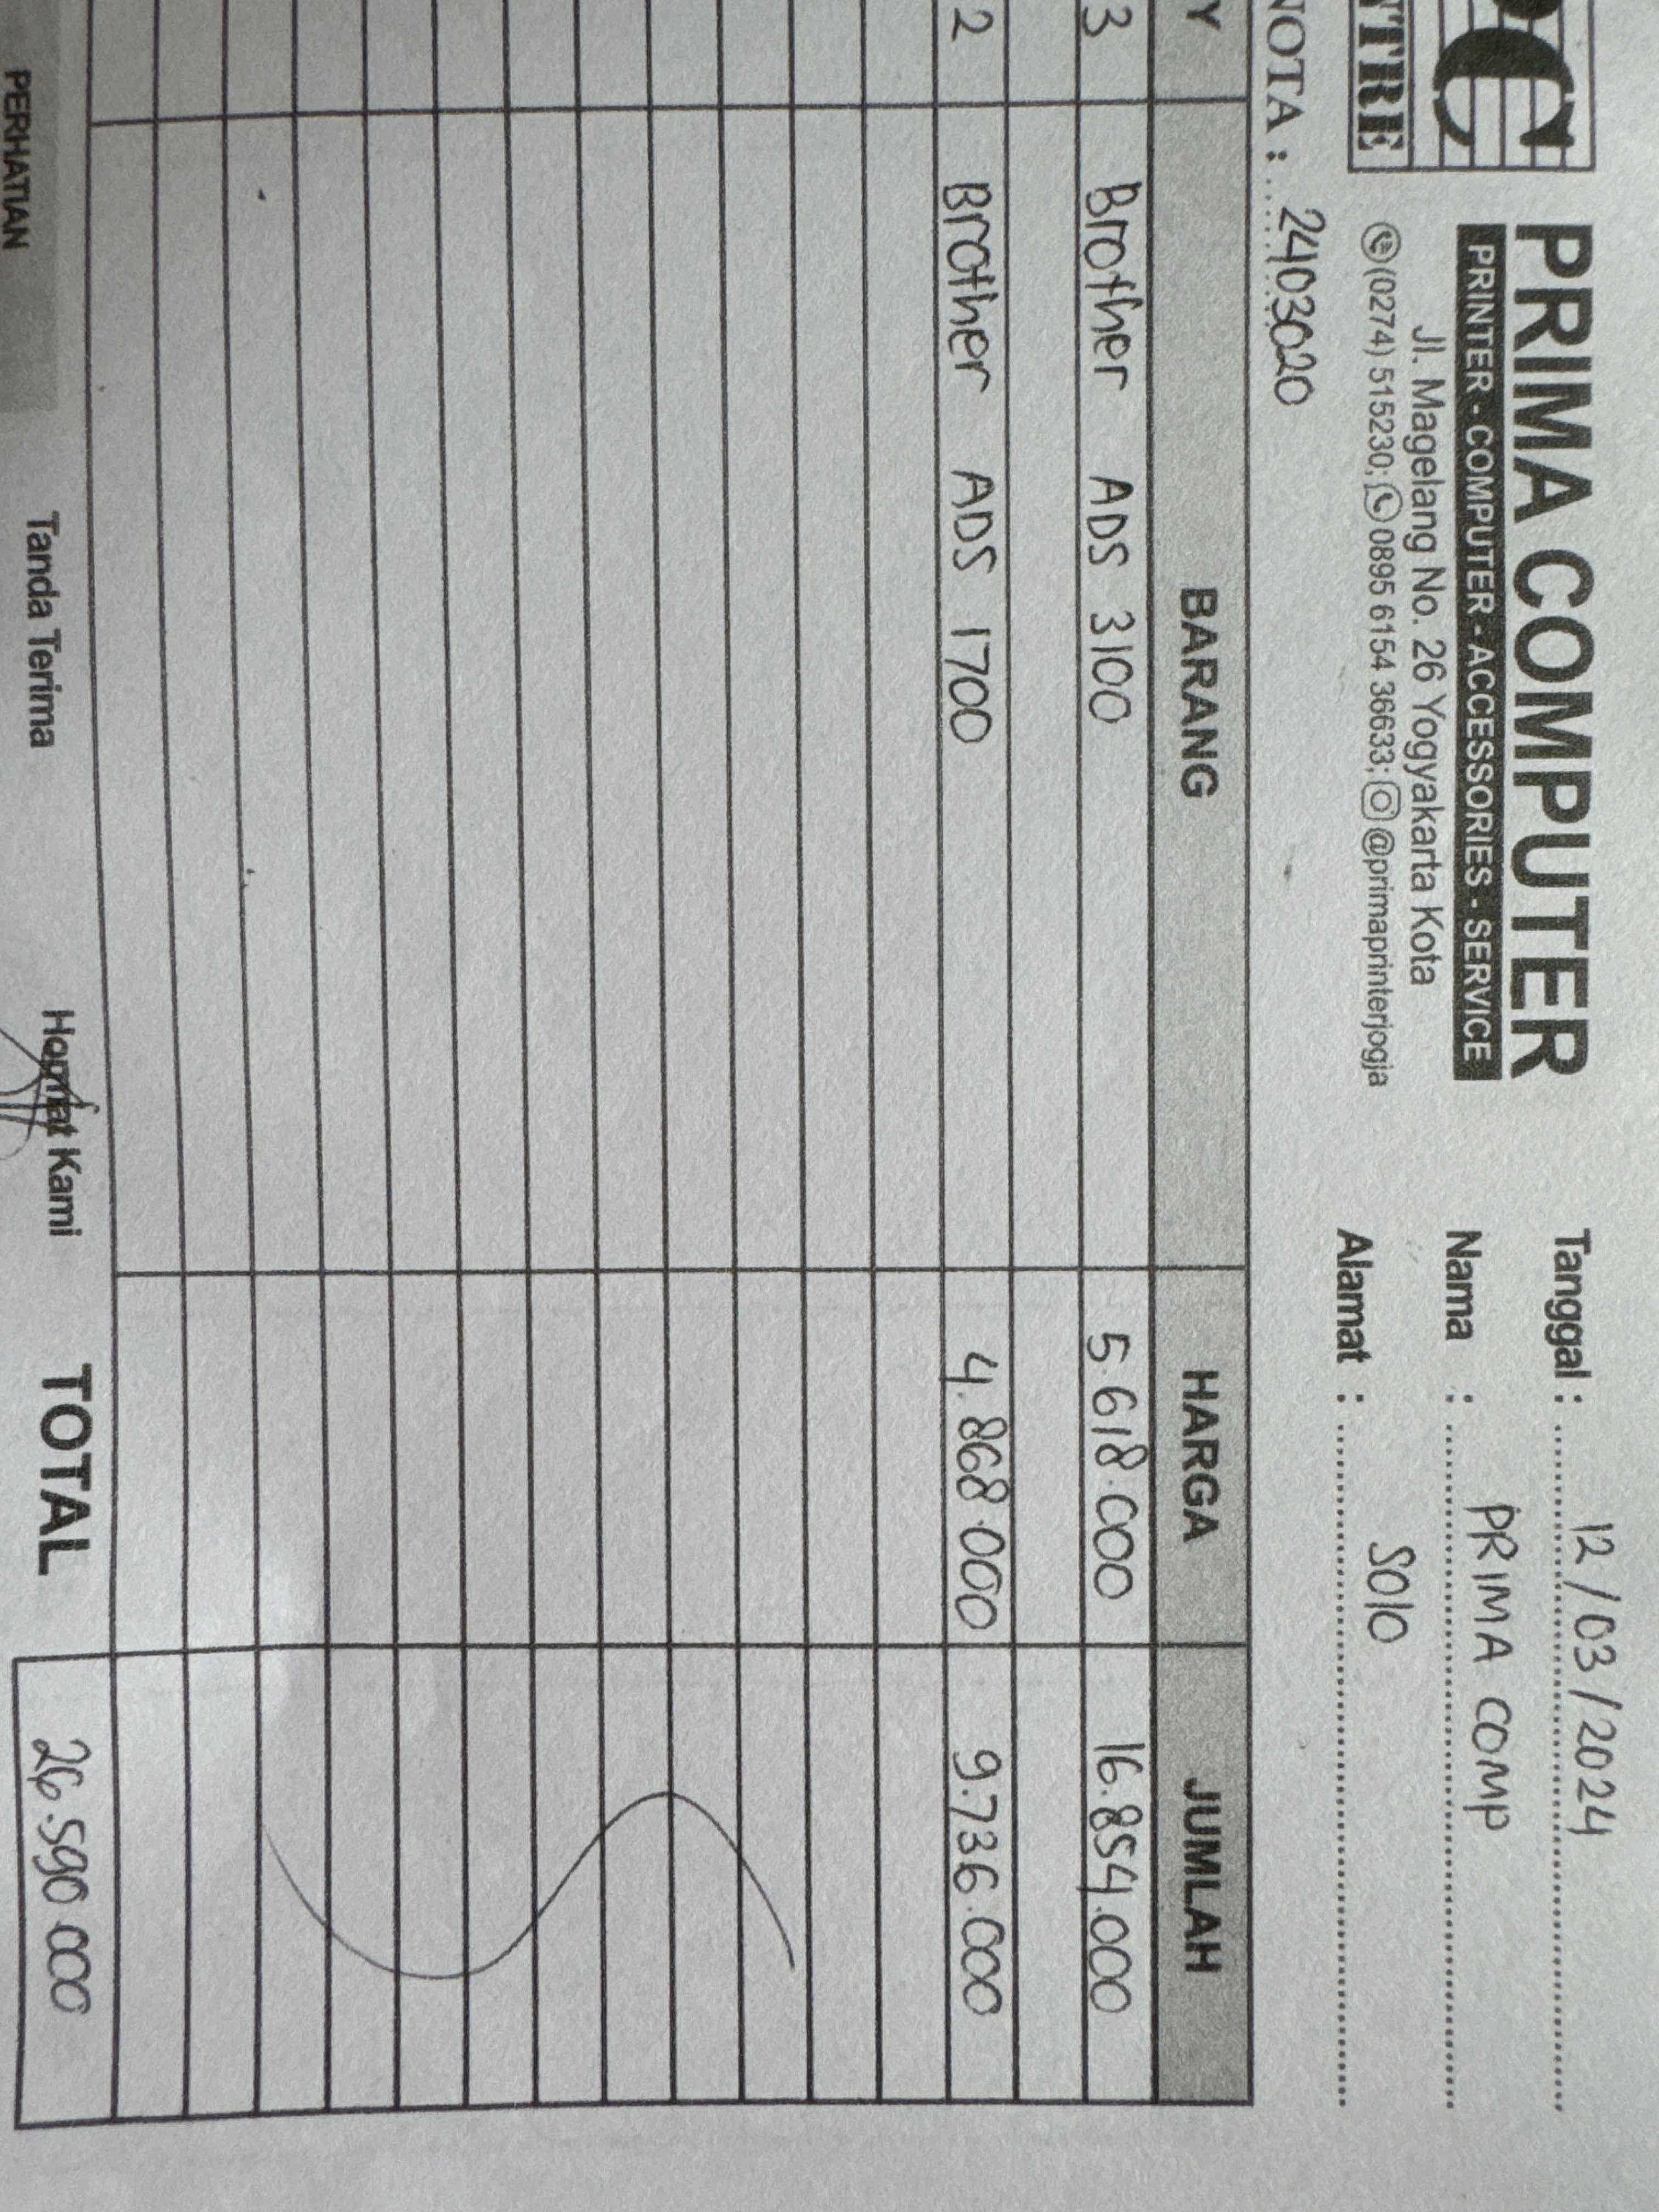 PRIMA COMPUTER
PRINTER - COMPUTER - ACCESSORIES - SERVICE
Jl. Magelang No. 26 Yogyakarta Kota
(0274) 515230; 0895 6154 36633; @primaprinterjogja
Tanggal : 12/03/2024
Nama : PRIMA COMP
Alamat : Solo
NOTA : 2403020
Y BARANG HARGA JUMLAH
3 Brother ADS 3100 5.618.000 16.854.000
2 Brother ADS 1700 4.868.000 9.736.000
PERHATIAN Tanda Terima Hormat Kami TOTAL 26.590.000